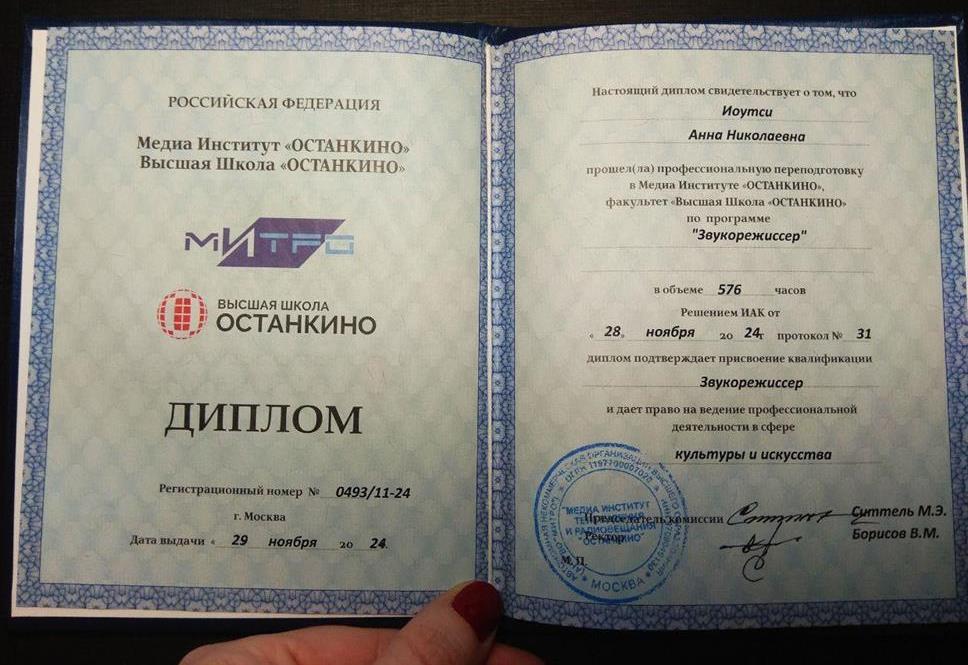 РОССИЙСКАЯ ФЕДЕРАЦИЯ
Медиа Институт «ОСТАНКИНО»
Высшая Школа «ОСТАНКИНО»
МИТРО
ВЫСШАЯ ШКОЛА
ОСТАНКИНО
ДИПЛОМ
Регистрационный номер № 0493/11-24
г. Москва
Дата выдачи « 29 ноября 20 24.
Настоящий диплом свидетельствует о том, что
Иоутси
Анна Николаевна
прошел(ла) профессиональную переподготовку
в Медиа Институте «ОСТАНКИНО»,
факультет «Высшая Школа «ОСТАНКИНО»
по программе
"Звукорежиссер"
в объеме 576 часов
Решением ИАК от
« 28» ноября 20 24г протокол № 31
диплом подтверждает присвоение квалификации
Звукорежиссер
и дает право на ведение профессиональной
деятельности в сфере
культуры и искусства
Председатель комиссии Ситтель М.Э.
Ректор Борисов В.М.
М.П.
"МЕДИА ИНСТИТУТ
ТЕЛЕВИДЕНИЯ
И РАДИОВЕЩАНИЯ
"ОСТАНКИНО"
* МОСКВА *